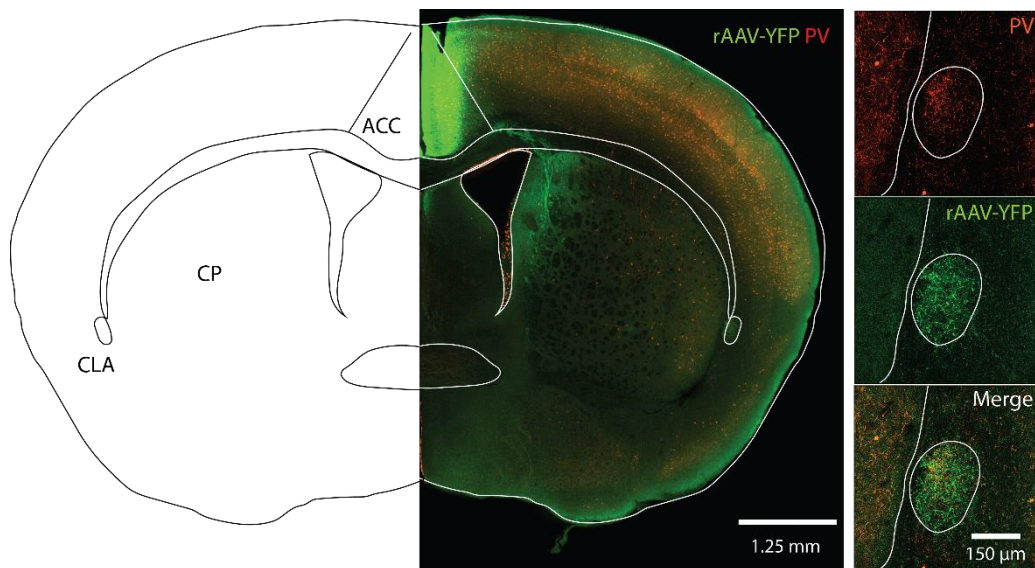 rAAV-YFP PV
ACC
CP
CLA
1.25 mm
PV
rAAV-YFP
Merge
150 µm